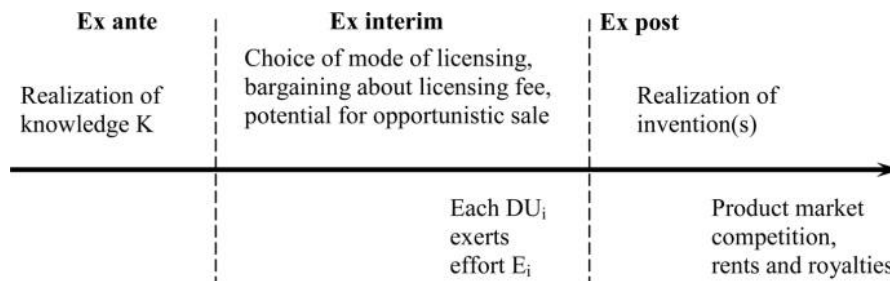 Ex ante
Ex interim
Ex post
Realization of
knowledge K
Choice of mode of licensing,
bargaining about licensing fee,
potential for opportunistic sale
Realization of
invention(s)
Each DUi
exerts
effort Ei
Product market
competition,
rents and royalties